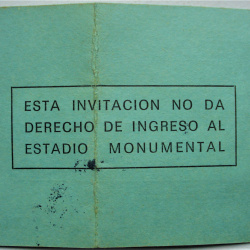 ESTA INVITACION NO DA
DERECHO DE INGRESO AL
ESTADIO MONUMENTAL